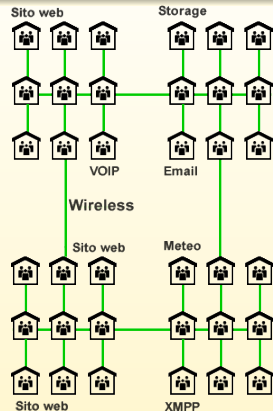 Sito web
Storage
VOIP
Email
Wireless
Sito web
Meteo
Sito web
XMPP